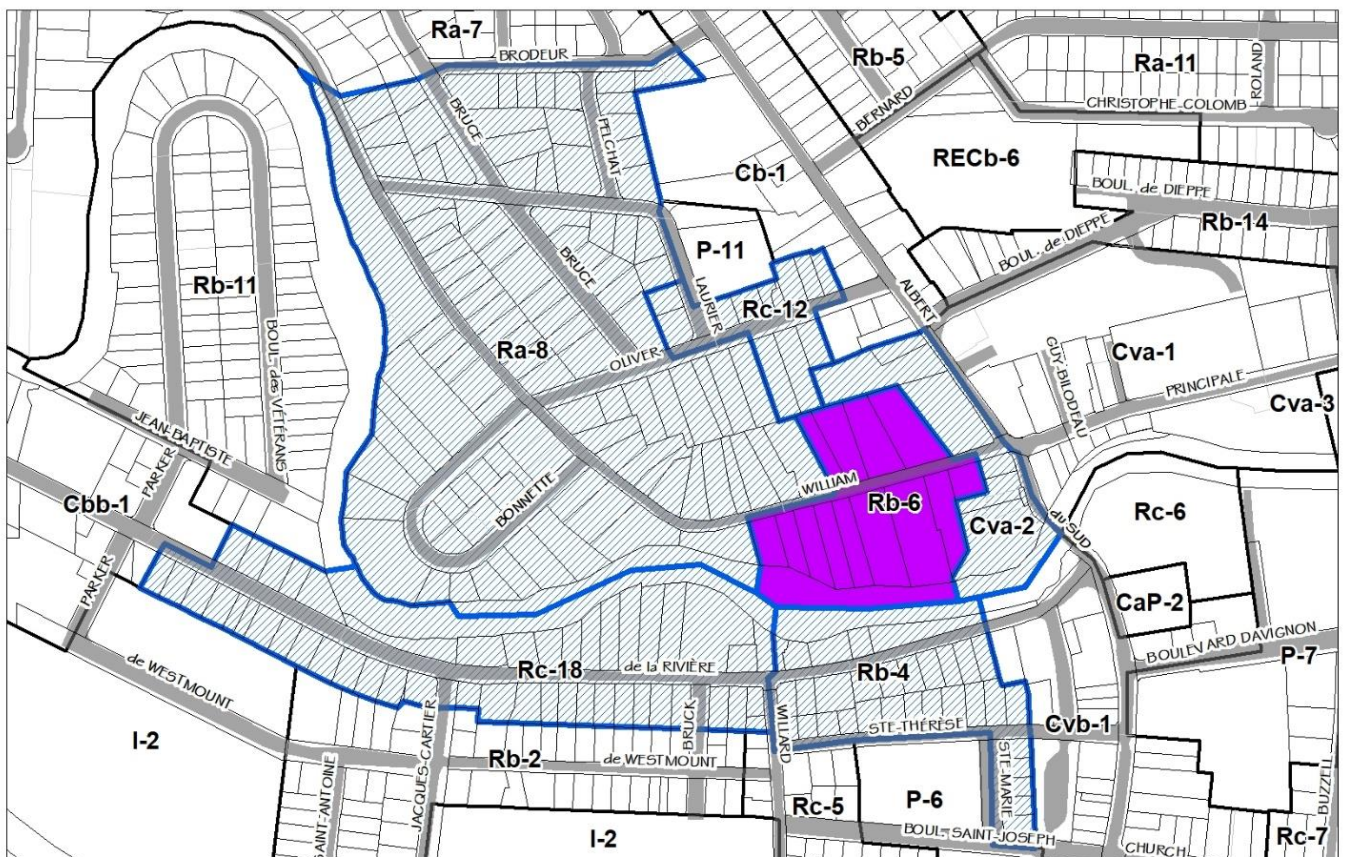 Ra-7
BRODEUR
Rb-5
Ra-11
ROLAND
BRUCE
PELCHAT
BERNARD
CHRISTOPHE-COLOMB
Cb-1
RECb-6
BOUL. de DIEPPE
Rb-14
BOUL. de DIEPPE
P-11
BRUCE
LAURIER
Rc-12
ALBERT
Rb-11
BOUL. des VÉTÉRANS
Ra-8
OLIVER
GUY-BILODEAU
Cva-1
PRINCIPALE
Cva-3
JEAN-BAPTISTE
PARKER
Cbb-1
BONNETTE
WILLIAM
Rb-6
Cva-2
du SUD
Rc-6
PARKER
CaP-2
BOULEVARD DAVIGNON
P-7
de WESTMOUNT
Rc-18
de la RIVIÈRE
Rb-4
I-2
JACQUES-CARTIER
BRUCK
WILLARD
STE-THÉRÈSE
Cvb-1
SAINT-ANTOINE
Rb-2
de WESTMOUNT
STE-MARIE
Rc-5
P-6
BUZZELL
I-2
BOUL. SAINT-JOSEPH
CHURCH
Rc-7